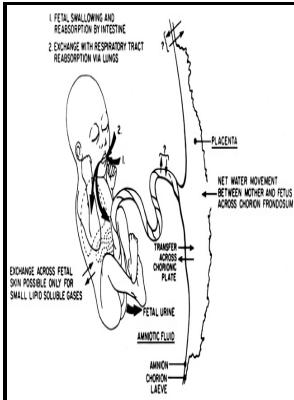 1. FETAL SWALLOWING AND
REABSORPTION BY INTESTINE
2. EXCHANGE WITH RESPIRATORY TRACT
REABSORPTION VIA LUNGS
?
2.
1.
?
PLACENTA
NET WATER MOVEMENT
BETWEEN MOTHER AND FETUS
ACROSS CHORION FRONDOSUM
TRANSFER
ACROSS
CHORIONIC
PLATE
EXCHANGE ACROSS FETAL
SKIN POSSIBLE ONLY FOR
SMALL LIPID SOLUBLE GASES
FETAL URINE
AMNIOTIC FLUID
AMNION
CHORION
LAEVE